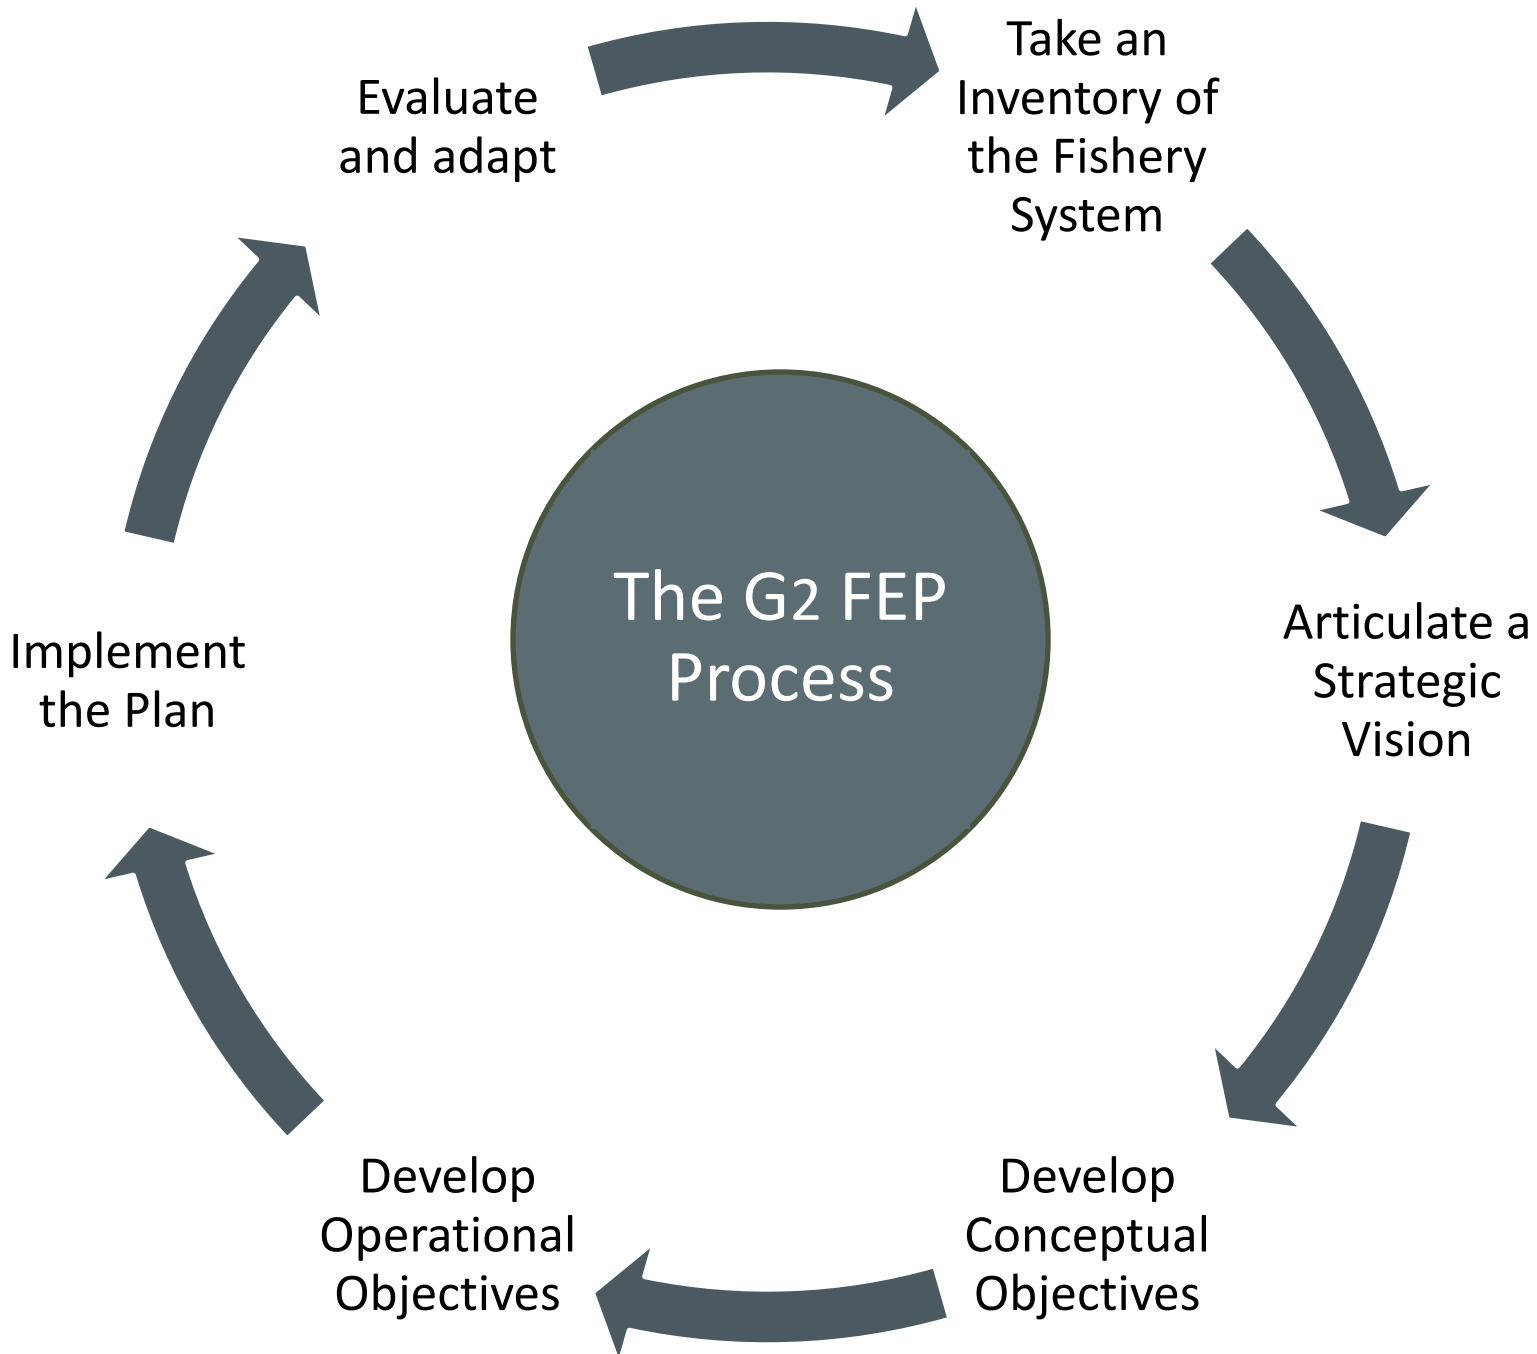 Take an
Inventory of
the Fishery
System
Articulate a
Strategic
Vision
Develop
Conceptual
Objectives
Develop
Operational
Objectives
Implement
the Plan
Evaluate
and adapt
The G2 FEP
Process